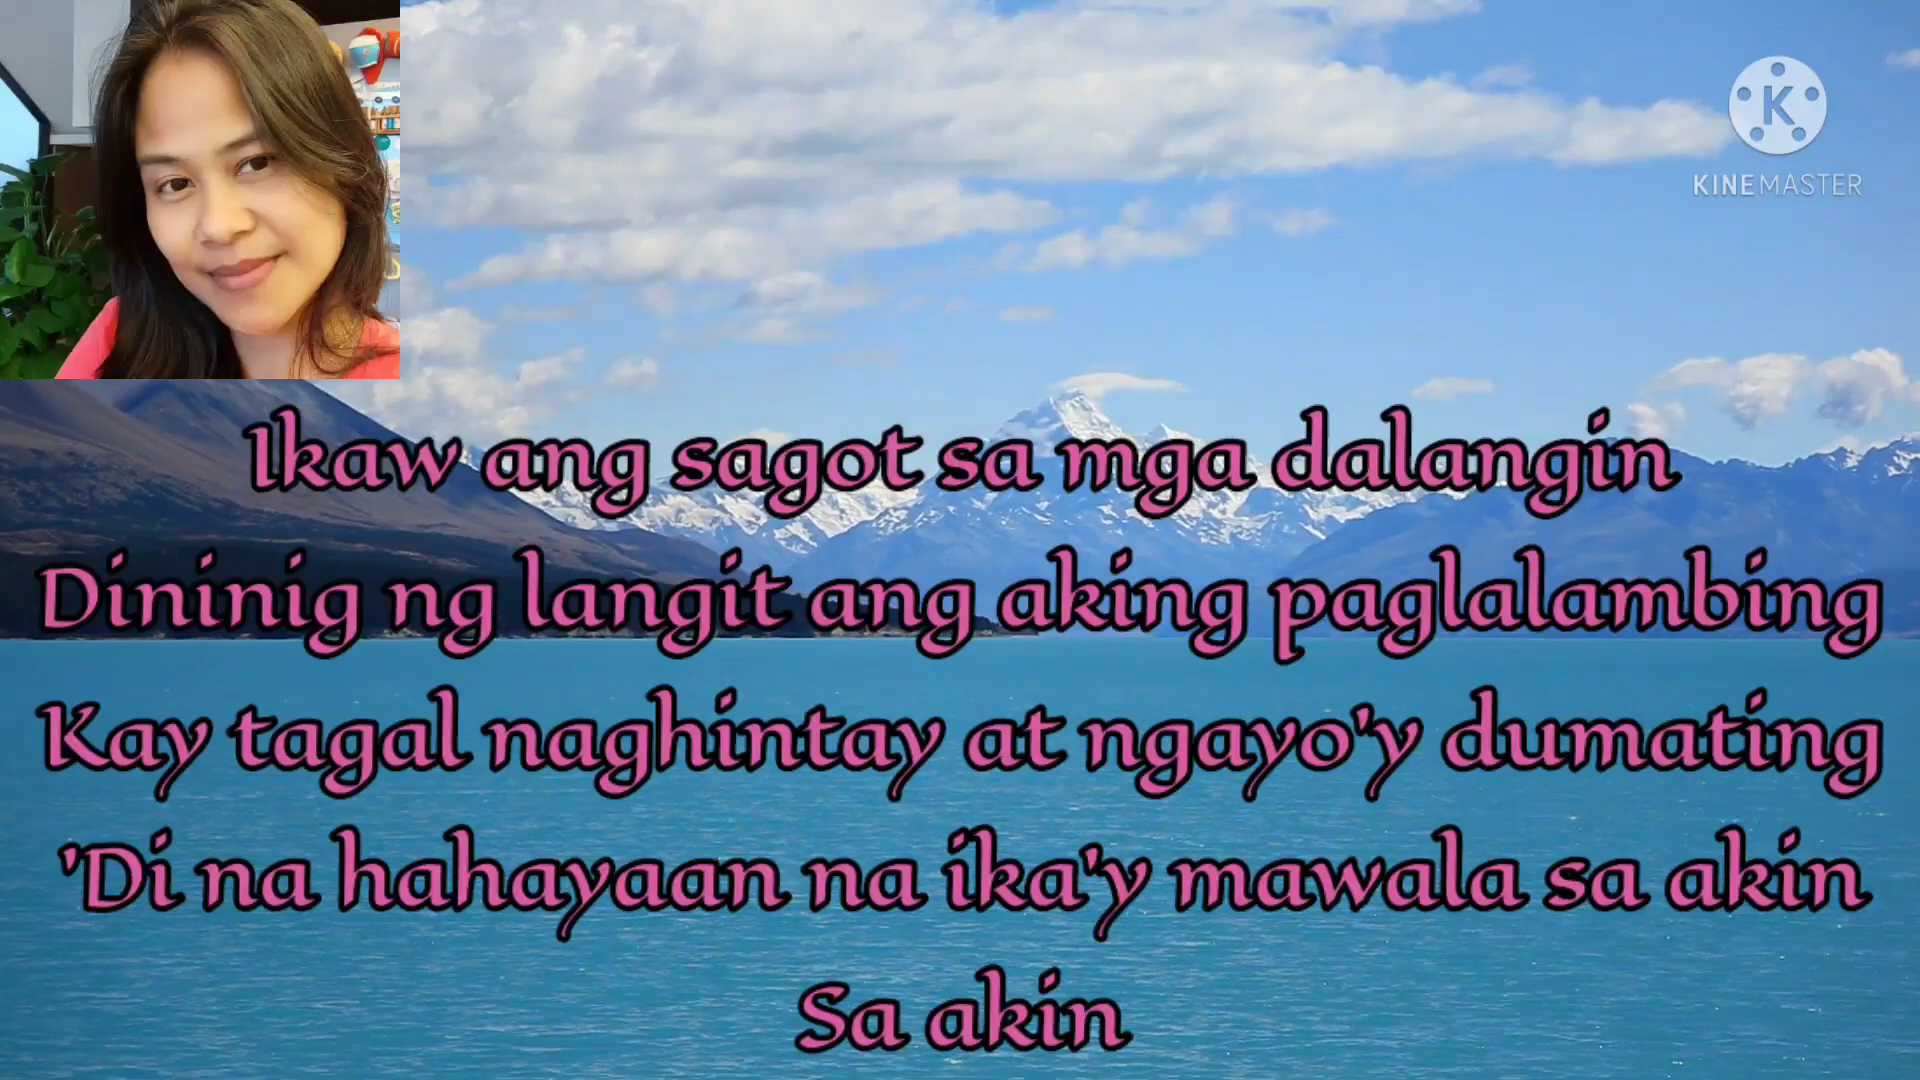 K
KINEMASTER
Ikaw ang sagot sa mga dalangin
Dininig ng langit ang aking paglalambing
Kay tagal naghintay at ngayo'y dumating
'Di na hahayaan na ika'y mawala sa akin
Sa akin